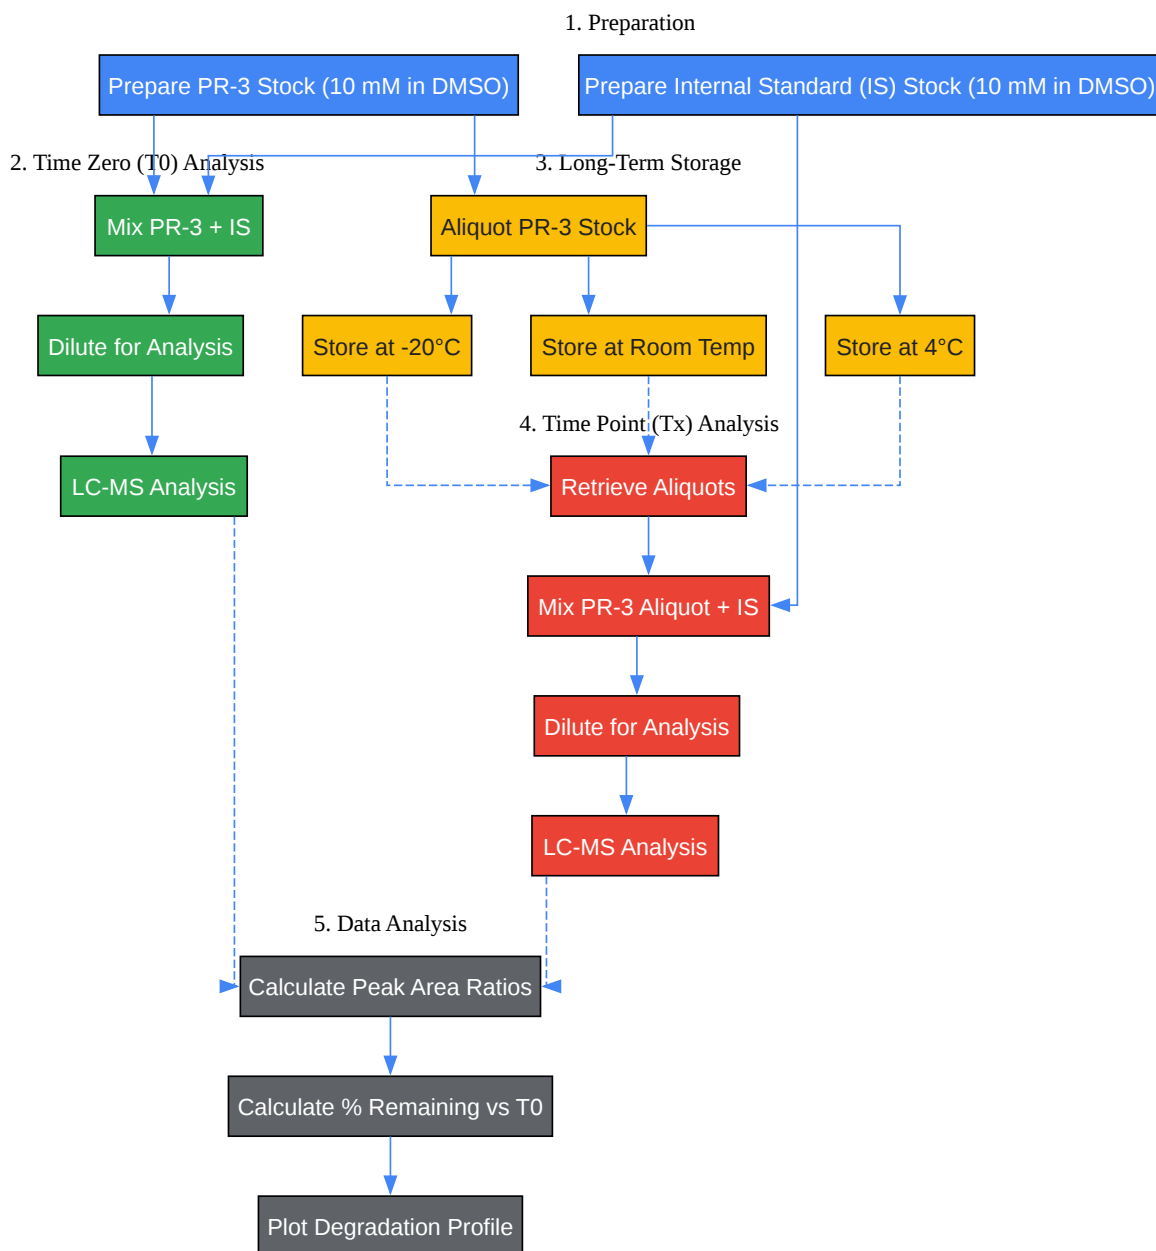 1. Preparation
Prepare PR-3 Stock (10 mM in DMSO)
Prepare Internal Standard (IS) Stock (10 mM in DMSO)
2. Time Zero (T0) Analysis
3. Long-Term Storage
Mix PR-3 + IS
Aliquot PR-3 Stock
Dilute for Analysis
Store at -20°C
Store at Room Temp
Store at 4°C
4. Time Point (Tx) Analysis
LC-MS Analysis
Retrieve Aliquots
Mix PR-3 Aliquot + IS
Dilute for Analysis
LC-MS Analysis
5. Data Analysis
Calculate Peak Area Ratios
Calculate % Remaining vs T0
Plot Degradation Profile